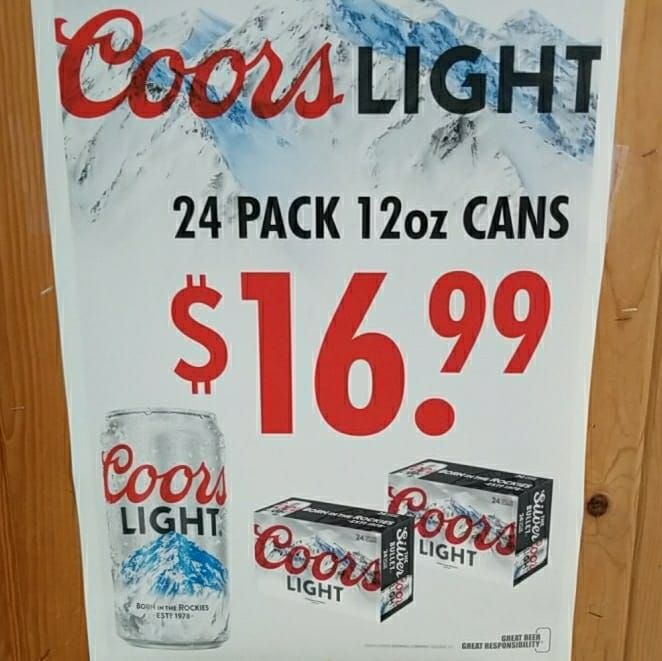 Coors LIGHT
24 PACK 12oz CANS
$16.99
Coors
LIGHT
BORN IN THE ROCKIES
-EST? 1978-
BORN IN THE ROCKIES
24
Coors
LIGHT
Silver
BULLET
BORN IN THE ROCKIES
24
Coors
LIGHT
THE
Silver
BULLET
GREAT BEER
GREAT RESPONSIBILITY